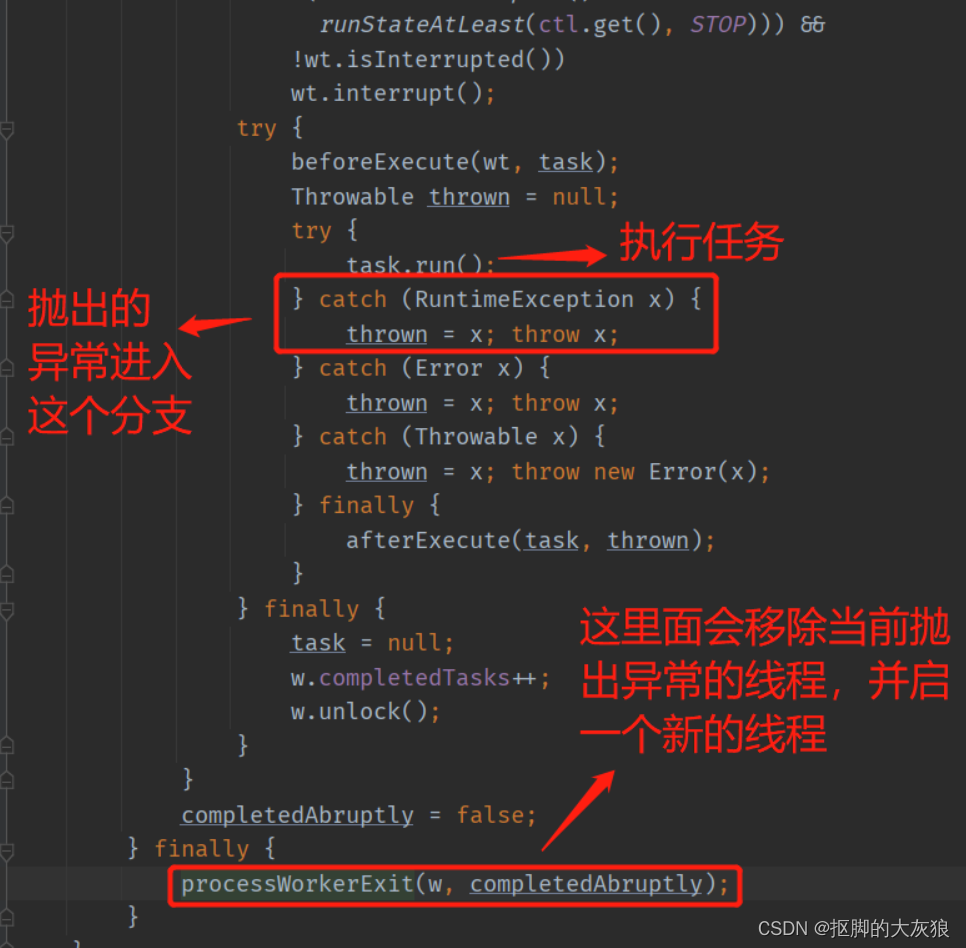 runStateAtLeast(ctl.get(), STOP))) &&
!wt.isInterrupted())
wt.interrupt();
try {
beforeExecute(wt, task);
Throwable thrown = null;
try {
task.run();
执行任务
} catch (RuntimeException x) {
thrown = x; throw x;
抛出的
异常进入
这个分支
} catch (Error x) {
thrown = x; throw x;
} catch (Throwable x) {
thrown = x; throw new Error(x);
} finally {
afterExecute(task, thrown);
}
} finally {
task = null;
w.completedTasks++;
w.unlock();
}
这里面会移除当前抛
出异常的线程，并启
一个新的线程
}
completedAbruptly = false;
} finally {
processWorkerExit(w, completedAbruptly);
}
CSDN @抠脚的大灰狼